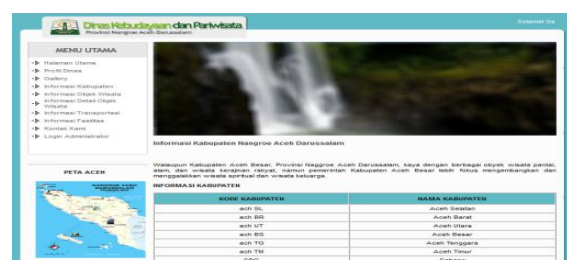 Dinas Kebudayaan dan Pariwisata
Provinsi Nangroe Aceh Darussalam
Selamat Da
MENU UTAMA
Halaman Utama
Profil Dinas
Gallery
Informasi Kabupaten
Informasi Objek Wisata
Informasi Detail Objek
Wisata
Informasi Transportasi
Informasi Fasilitas
Kontak Kami
Login Administrator
PETA ACEH
Informasi Kabupaten Nangroe Aceh Darussalam
Walaupun Kabupaten Aceh Besar, Provinsi Naggroe Aceh Darussalam, kaya dengan berbagai obyek wisata pantai,
alam, dan wisata kerajinan rakyat, namun pemerintah Kabupaten Aceh Besar lebih fokus mengembangkan dan
menggalakkan wisata spiritual dan wisata keluarga.
INFORMASI KABUPATEN
KODE KABUPATEN NAMA KABUPATEN
ach SL Aceh Selatan
ach BR Aceh Barat
ach UT Aceh Utara
ach BS Aceh Besar
ach TG Aceh Tenggara
ach TM Aceh Timur
Sabang